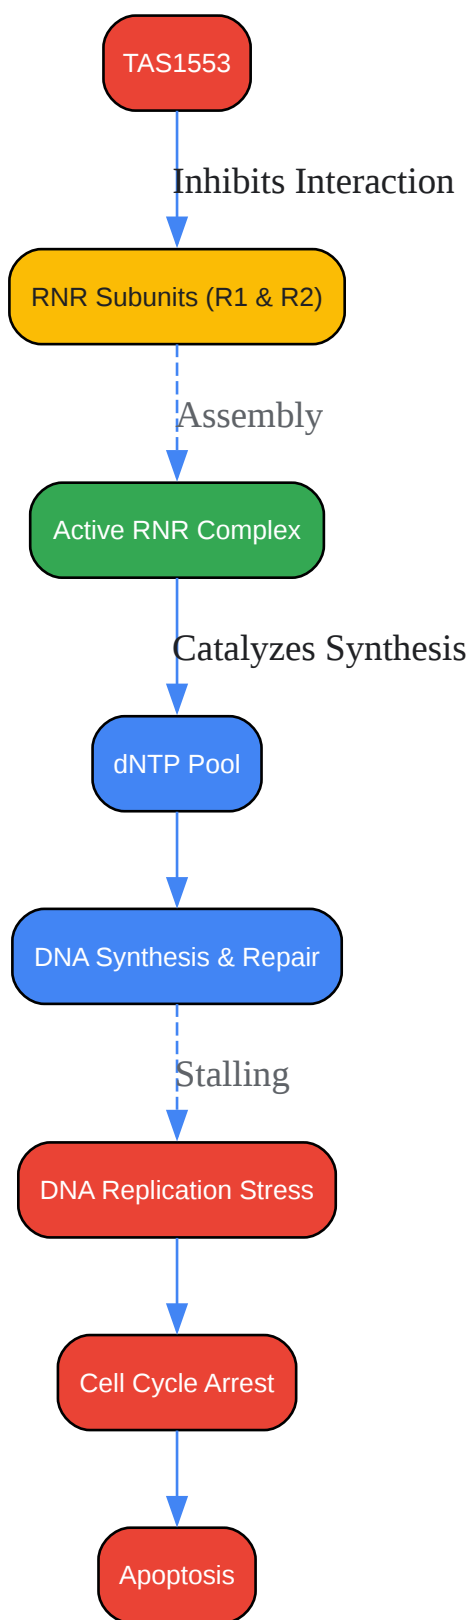 TAS1553
Inhibits Interaction
RNR Subunits (R1 & R2)
Assembly
Active RNR Complex
Catalyzes Synthesis
dNTP Pool
DNA Synthesis & Repair
Stalling
DNA Replication Stress
Cell Cycle Arrest
Apoptosis